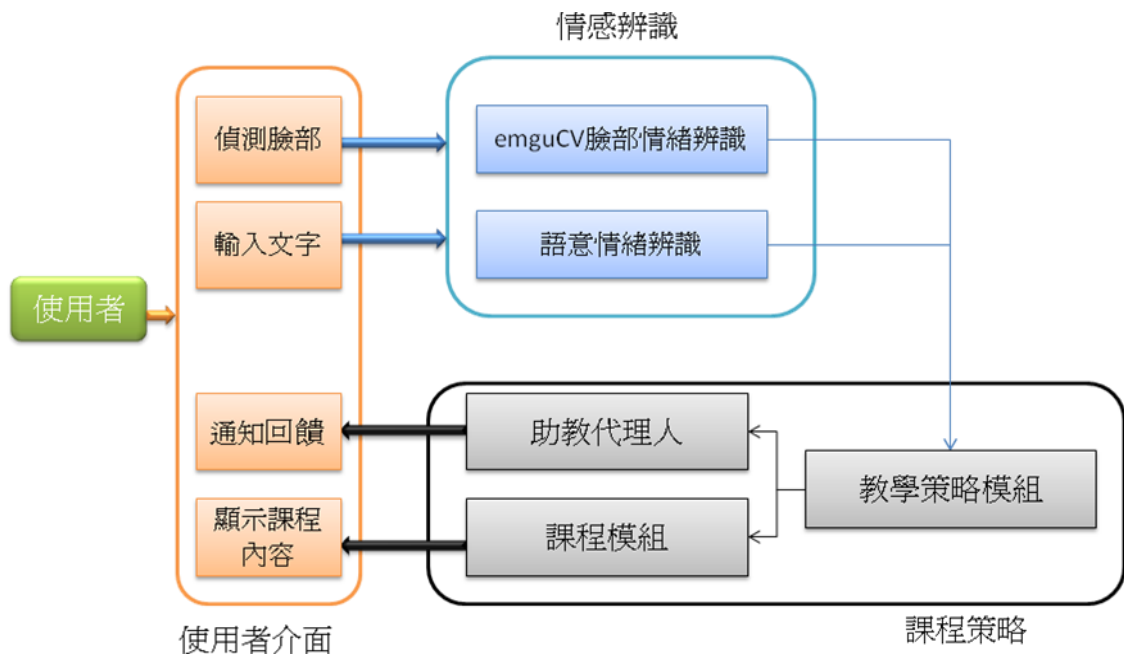 情感辨識
偵測臉部
emguCV臉部情緒辨識
輸入文字
語意情緒辨識
使用者
通知回饋
助教代理人
教學策略模組
顯示課程
內容
課程模組
使用者介面
課程策略